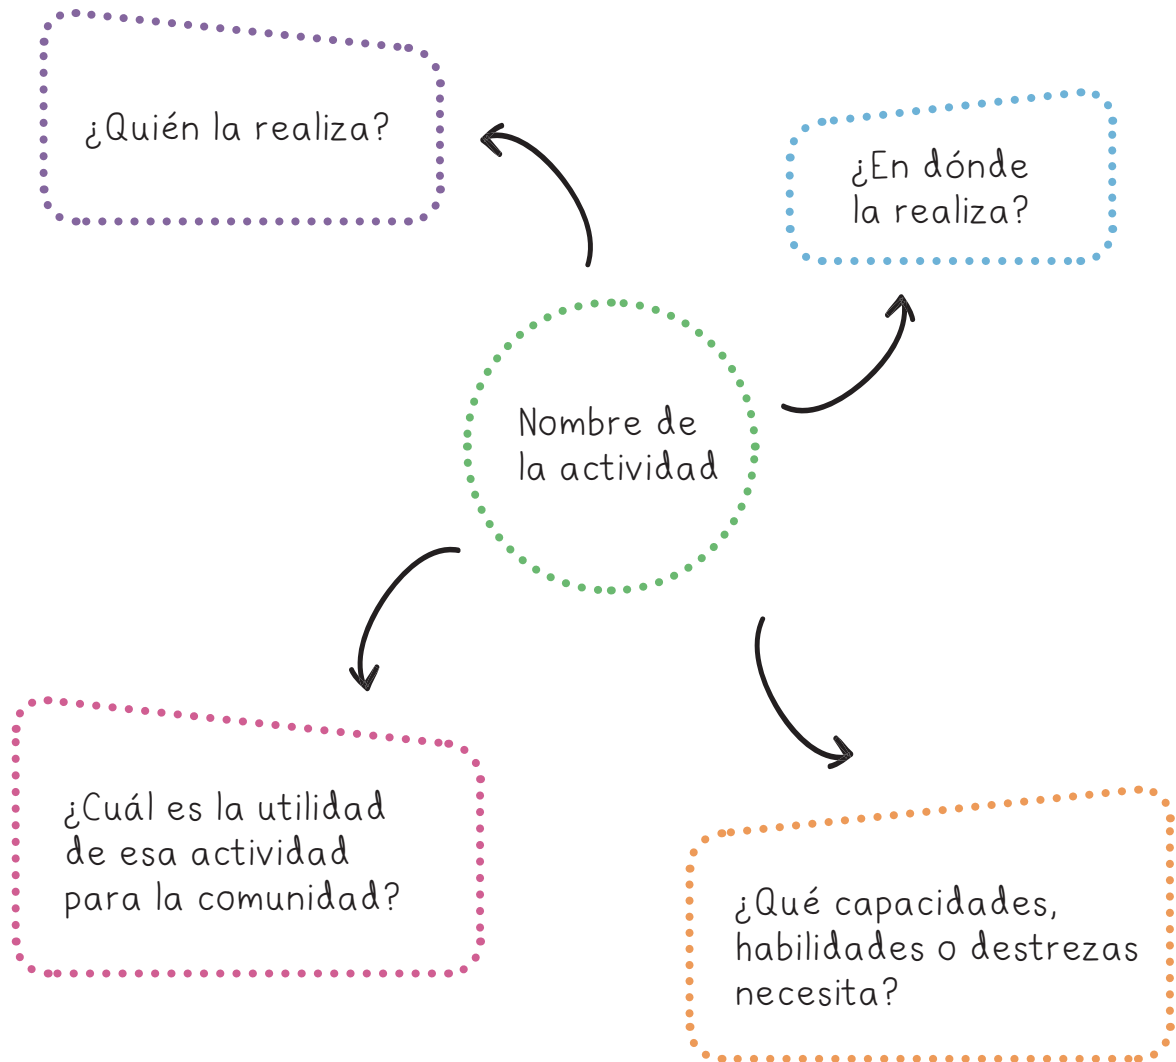 ¿Quién la realiza?
¿En dónde
la realiza?
Nombre de
la actividad
¿Cuál es la utilidad
de esa actividad
para la comunidad?
¿Qué capacidades,
habilidades o destrezas
necesita?